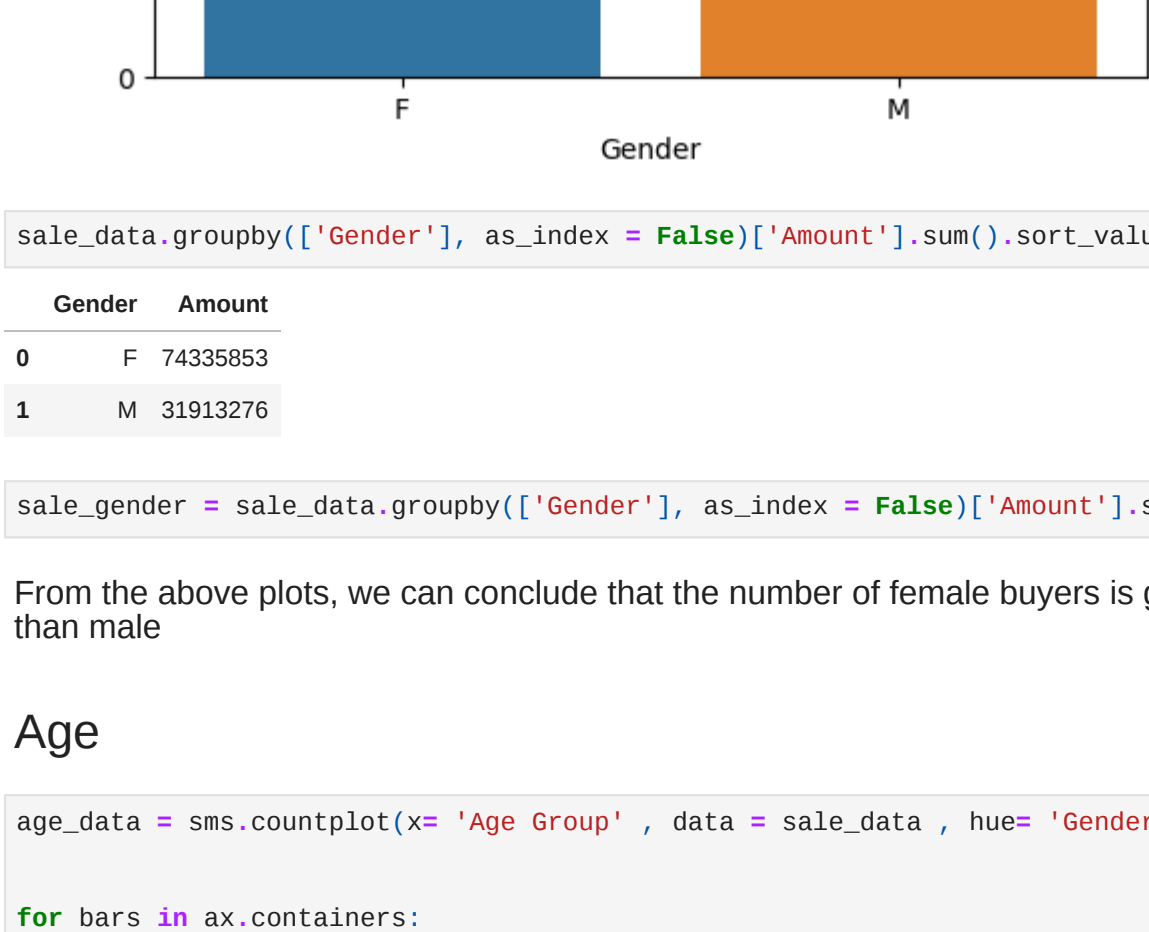 0
F M
Gender
sale_data.groupby(['Gender'], as_index = False)['Amount'].sum().sort_valu
Gender Amount
0 F 74335853
1 M 31913276
sale_gender = sale_data.groupby(['Gender'], as_index = False)['Amount'].s
From the above plots, we can conclude that the number of female buyers is g
than male
Age
age_data = sms.countplot(x= 'Age Group' , data = sale_data , hue= 'Gender
for bars in ax.containers: